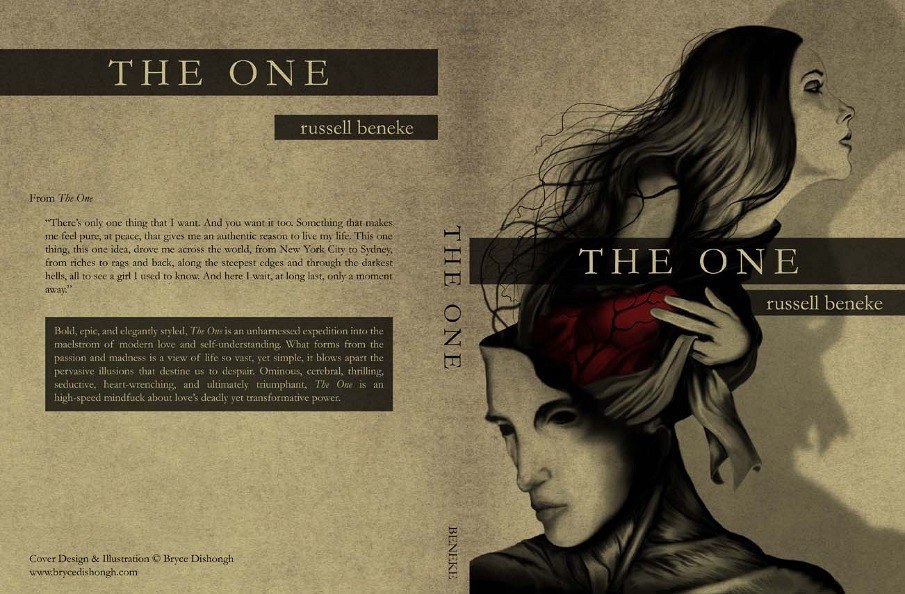 THE ONE
russell beneke
From The One
“There’s only one thing that I want. And you want it too. Something that makes
me feel pure, at peace, that gives me an authentic reason to live my life. This one
thing, this one idea, drove me across the world, from New York City to Sydney,
from riches to rags and back, along the steepest edges and through the darkest
hells, all to see a girl I used to know. And here I wait, at long last, only a moment
away.”
Bold, epic, and elegantly styled, The One is an unharnessed expedition into the
maelstrom of modern love and self-understanding. What forms from the
passion and madness is a view of life so vast, yet simple, it blows apart the
pervasive illusions that destine us to despair. Ominous, cerebral, thrilling,
seductive, heart-wrenching, and ultimately triumphant, The One is an
high-speed mindfuck about love’s deadly yet transformative power.
Cover Design & Illustration © Bryce Dishongh
www.brycedishongh.com
THE ONE
BENEKE
THE ONE
russell beneke